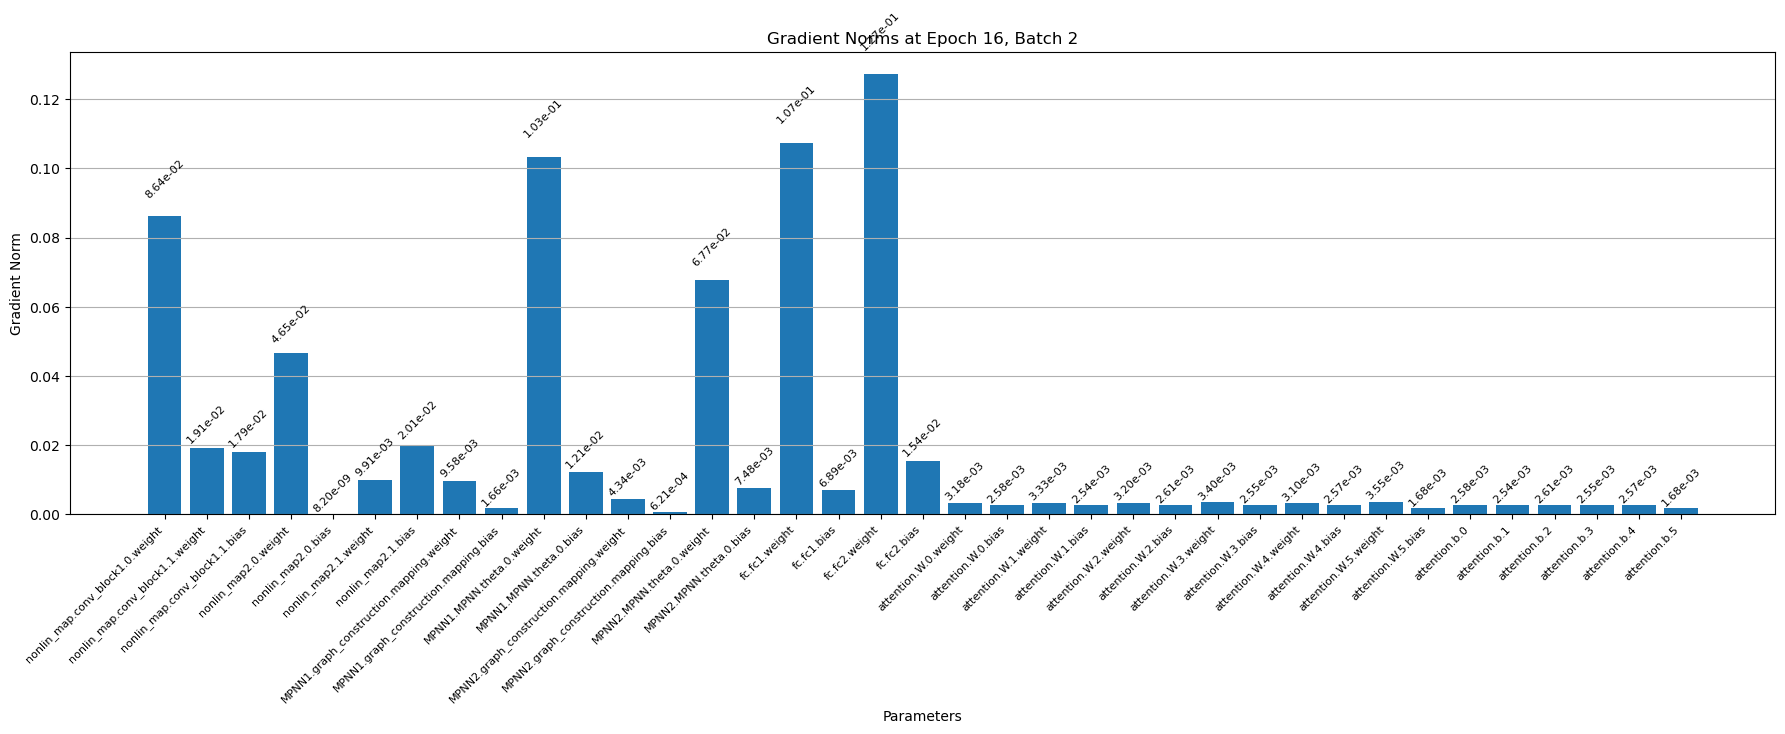 Gradient Norms at Epoch 16, Batch 2
Gradient Norm
0.12
0.10
0.08
0.06
0.04
0.02
0.00
8.64e-02
1.91e-02
1.79e-02
4.65e-02
8.20e-09
9.91e-03
2.01e-02
9.58e-03
1.66e-03
1.03e-01
1.21e-02
4.34e-03
6.21e-04
6.77e-02
7.48e-03
1.07e-01
6.89e-03
1.27e-01
1.54e-02
3.18e-03
2.58e-03
3.33e-03
2.54e-03
3.20e-03
2.61e-03
3.40e-03
2.55e-03
3.10e-03
2.57e-03
3.55e-03
1.68e-03
2.58e-03
2.54e-03
2.61e-03
2.55e-03
2.57e-03
1.68e-03
nonlin_map.conv_block1.0.weight
nonlin_map.conv_block1.1.weight
nonlin_map.conv_block1.1.bias
nonlin_map2.0.weight
nonlin_map2.0.bias
nonlin_map2.1.weight
nonlin_map2.1.bias
MPNN1.graph_construction.mapping.weight
MPNN1.graph_construction.mapping.bias
MPNN1.MPNN.theta.0.weight
MPNN1.MPNN.theta.0.bias
MPNN2.graph_construction.mapping.weight
MPNN2.graph_construction.mapping.bias
MPNN2.MPNN.theta.0.weight
MPNN2.MPNN.theta.0.bias
fc.fc1.weight
fc.fc1.bias
fc.fc2.weight
fc.fc2.bias
attention.W.0.weight
attention.W.0.bias
attention.W.1.weight
attention.W.1.bias
attention.W.2.weight
attention.W.2.bias
attention.W.3.weight
attention.W.3.bias
attention.W.4.weight
attention.W.4.bias
attention.W.5.weight
attention.W.5.bias
attention.b.0
attention.b.1
attention.b.2
attention.b.3
attention.b.4
attention.b.5
Parameters